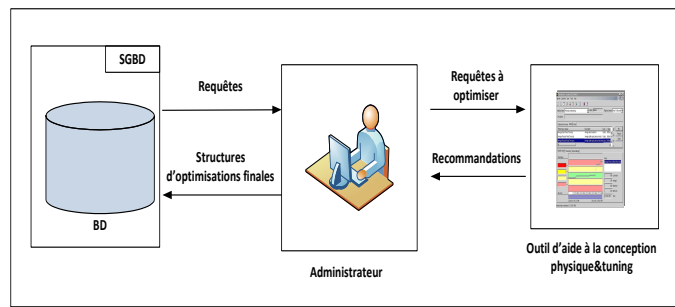 SGBD
Requêtes
Requêtes à
optimiser
Structures
d'optimisations finales
Recommandations
BD
Administrateur
Outil d'aide à la conception
physique&tuning